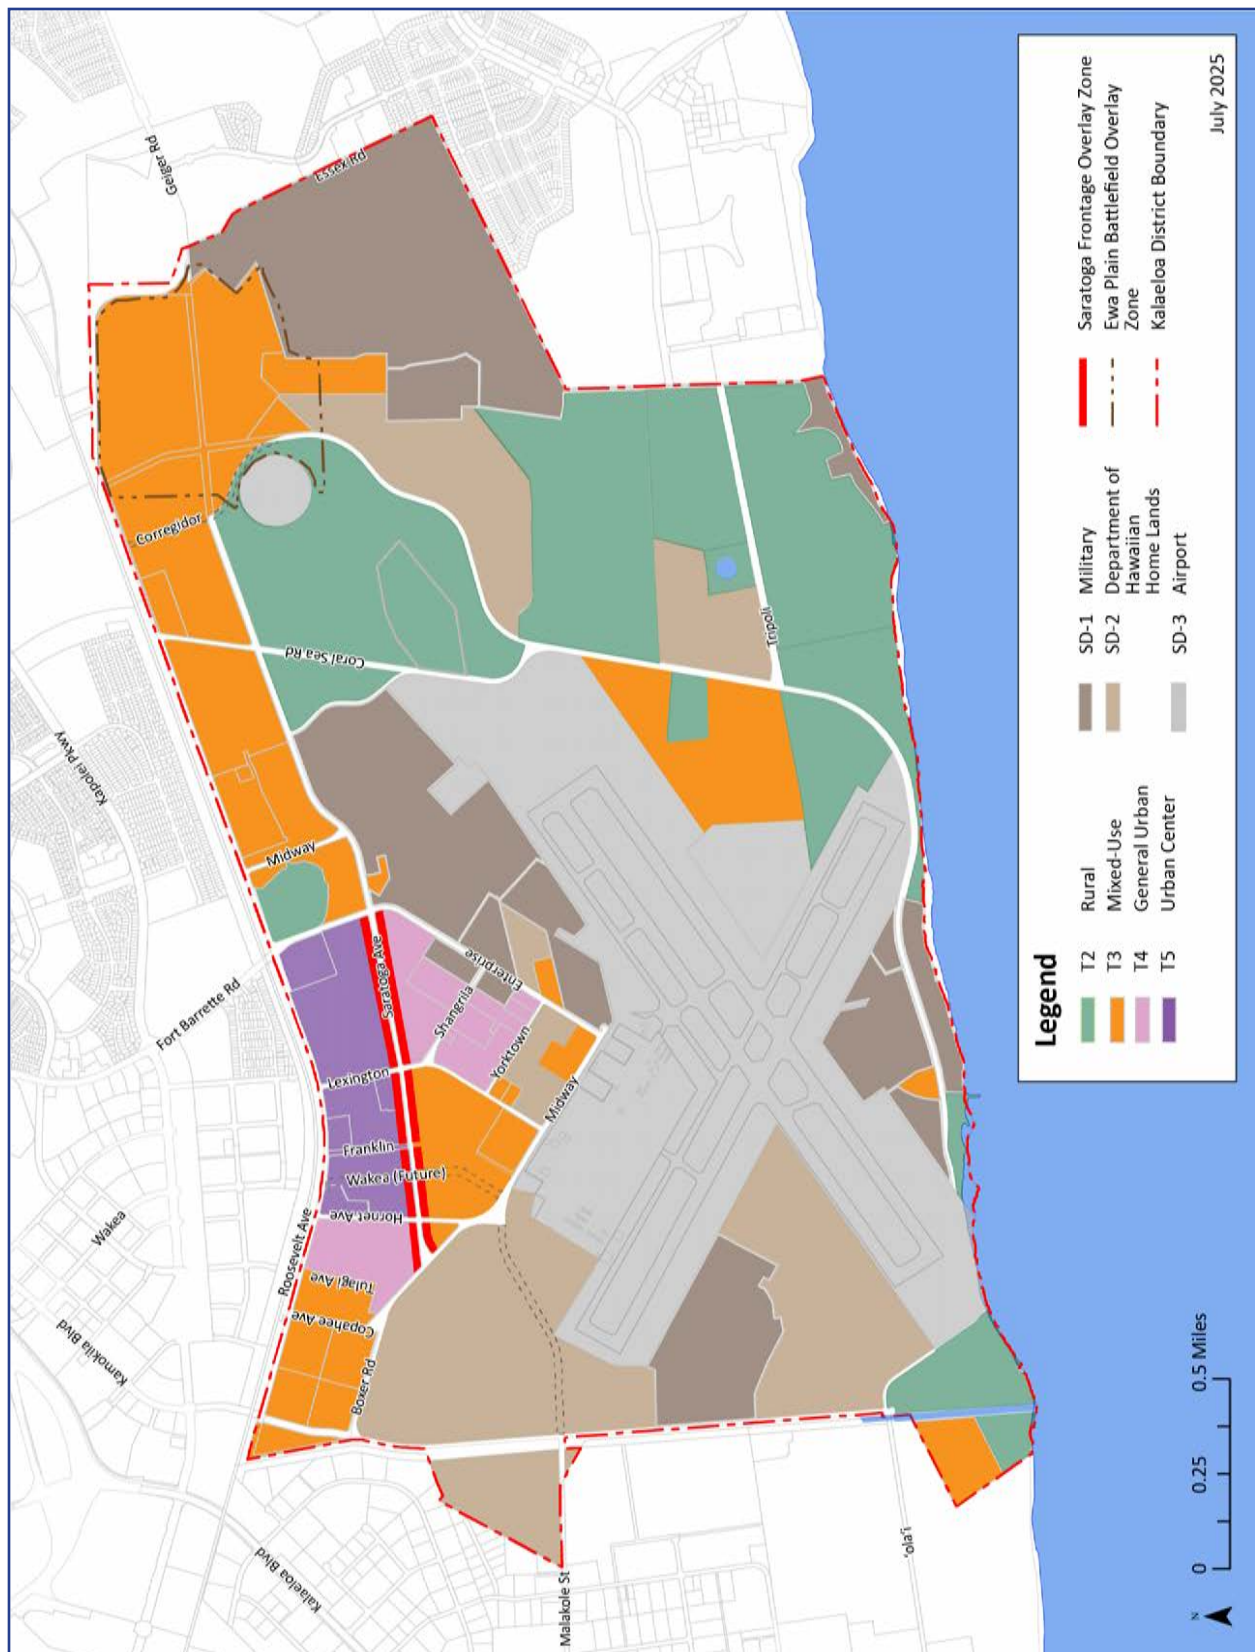 Geiger Rd
Essex Rd
Corregidor
Coral Sea Rd
Tripoli
Kapolei Pkwy
Midway
Fort Barrette Rd
Saratoga Ave
Enterprise
Shangrila
Yorktown
Lexington
Midway
Franklin
Wakea (Future)
Hornet Ave
Wakea
Roosevelt Ave
Tulagi Ave
Copahee Ave
Kamokila Blvd
Boxer Rd
Kalaeloa Blvd
Malakole St
ʻolaʻi
Legend
T2 Rural
T3 Mixed-Use
T4 General Urban
T5 Urban Center
SD-1 Military
SD-2 Department of
Hawaiian
Home Lands
SD-3 Airport
Saratoga Frontage Overlay Zone
Ewa Plain Battlefield Overlay
Zone
Kalaeloa District Boundary
July 2025
N
0 0.25 0.5 Miles